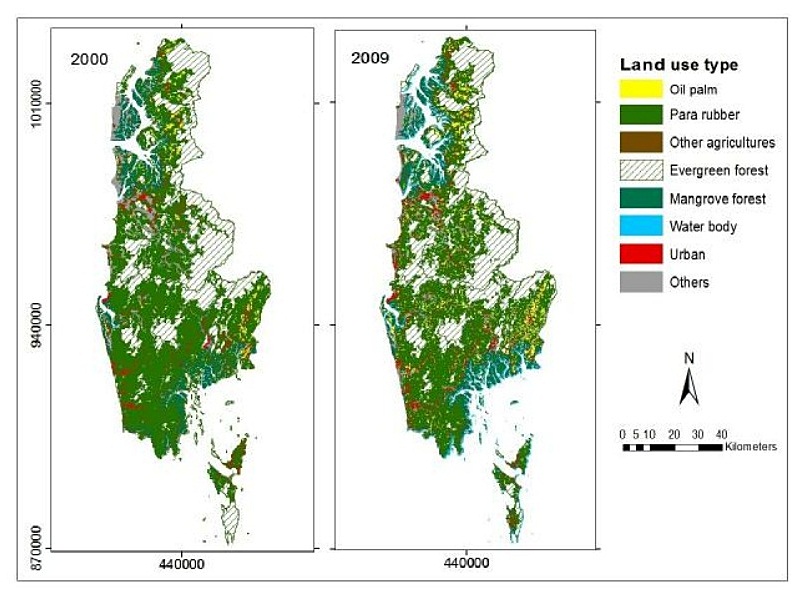 2000
2009
1010000
940000
870000
440000
440000
Land use type
Oil palm
Para rubber
Other agricultures
Evergreen forest
Mangrove forest
Water body
Urban
Others
N
0 5 10 20 30 40
Kilometers